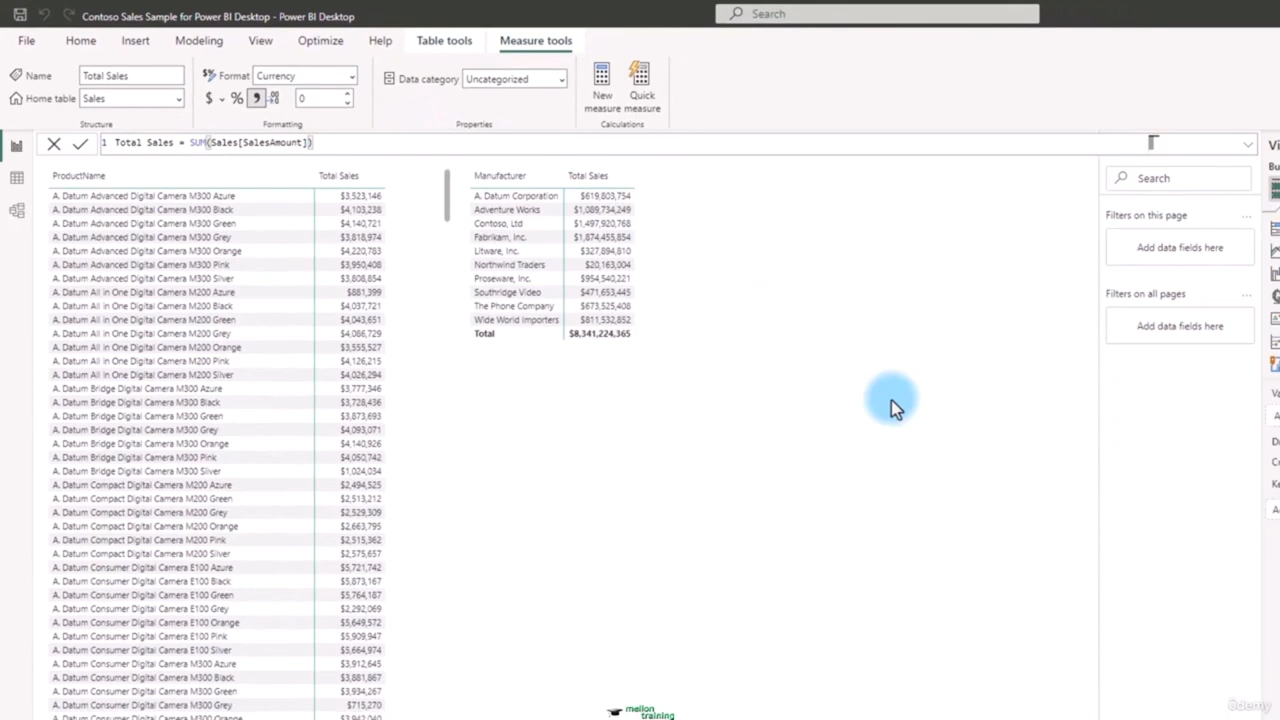 Contoso Sales Sample for Power BI Desktop - Power BI Desktop
Search
File Home Insert Modeling View Optimize Help Table tools Measure tools
Name Total Sales
Home table Sales
Structure
Format Currency
$ % 0
Formatting
Data category Uncategorized
Properties
New measure
Quick measure
Calculations
1 Total Sales = SUM(Sales[SalesAmount])
ProductName Total Sales
A. Datum Advanced Digital Camera M300 Azure $3,523,146
A. Datum Advanced Digital Camera M300 Black $4,103,238
A. Datum Advanced Digital Camera M300 Green $4,140,721
A. Datum Advanced Digital Camera M300 Grey $3,818,974
A. Datum Advanced Digital Camera M300 Orange $4,220,783
A. Datum Advanced Digital Camera M300 Pink $3,950,408
A. Datum Advanced Digital Camera M300 Silver $3,808,854
A. Datum All in One Digital Camera M200 Azure $881,399
A. Datum All in One Digital Camera M200 Black $4,037,721
A. Datum All in One Digital Camera M200 Green $4,043,651
A. Datum All in One Digital Camera M200 Grey $4,086,729
A. Datum All in One Digital Camera M200 Orange $3,555,527
A. Datum All in One Digital Camera M200 Pink $4,126,215
A. Datum All in One Digital Camera M200 Silver $4,026,294
A. Datum Bridge Digital Camera M300 Azure $3,777,346
A. Datum Bridge Digital Camera M300 Black $3,728,436
A. Datum Bridge Digital Camera M300 Green $3,873,693
A. Datum Bridge Digital Camera M300 Grey $4,093,071
A. Datum Bridge Digital Camera M300 Orange $4,140,926
A. Datum Bridge Digital Camera M300 Pink $4,050,742
A. Datum Bridge Digital Camera M300 Silver $1,024,034
A. Datum Compact Digital Camera M200 Azure $2,494,525
A. Datum Compact Digital Camera M200 Green $2,513,212
A. Datum Compact Digital Camera M200 Grey $2,529,309
A. Datum Compact Digital Camera M200 Orange $2,663,795
A. Datum Compact Digital Camera M200 Pink $2,515,362
A. Datum Compact Digital Camera M200 Silver $2,575,657
A. Datum Consumer Digital Camera E100 Azure $5,721,742
A. Datum Consumer Digital Camera E100 Black $5,873,167
A. Datum Consumer Digital Camera E100 Green $5,764,187
A. Datum Consumer Digital Camera E100 Grey $2,292,069
A. Datum Consumer Digital Camera E100 Orange $5,649,572
A. Datum Consumer Digital Camera E100 Pink $5,909,947
A. Datum Consumer Digital Camera E100 Silver $5,664,974
A. Datum Consumer Digital Camera M300 Azure $3,912,645
A. Datum Consumer Digital Camera M300 Black $3,881,867
A. Datum Consumer Digital Camera M300 Green $3,934,267
A. Datum Consumer Digital Camera M300 Grey $715,270
A. Datum Consumer Digital Camera M300 Orange $3,942,040
Manufacturer Total Sales
A. Datum Corporation $619,803,754
Adventure Works $1,089,734,249
Contoso, Ltd $1,497,920,768
Fabrikam, Inc. $1,874,455,854
Litware, Inc. $327,894,810
Northwind Traders $20,163,004
Proseware, Inc. $954,540,221
Southridge Video $471,653,445
The Phone Company $673,525,408
Wide World Importers $811,532,852
Total $8,341,224,365
Search
Filters on this page
Add data fields here
Filters on all pages
Add data fields here
mellon
training